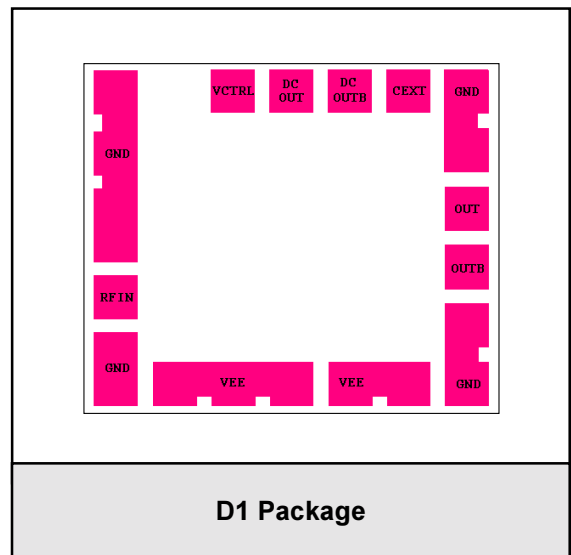 VCTRL
DC
OUT
DC
OUTB
CEXT
GND
GND
OUT
OUTB
RFIN
GND
VEE
VEE
GND
D1 Package